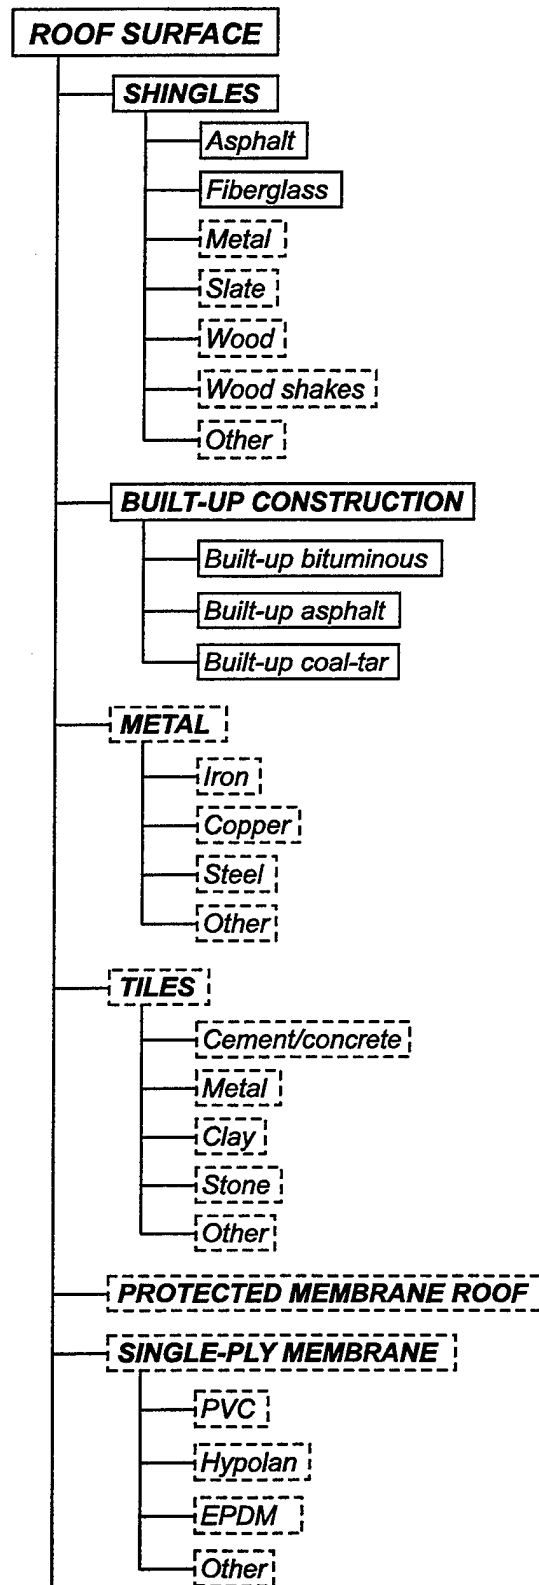 ROOF SURFACE
SHINGLES
Asphalt
Fiberglass
Metal
Slate
Wood
Wood shakes
Other
BUILT-UP CONSTRUCTION
Built-up bituminous
Built-up asphalt
Built-up coal-tar
METAL
Iron
Copper
Steel
Other
TILES
Cement/concrete
Metal
Clay
Stone
Other
PROTECTED MEMBRANE ROOF
SINGLE-PLY MEMBRANE
PVC
Hypolan
EPDM
Other